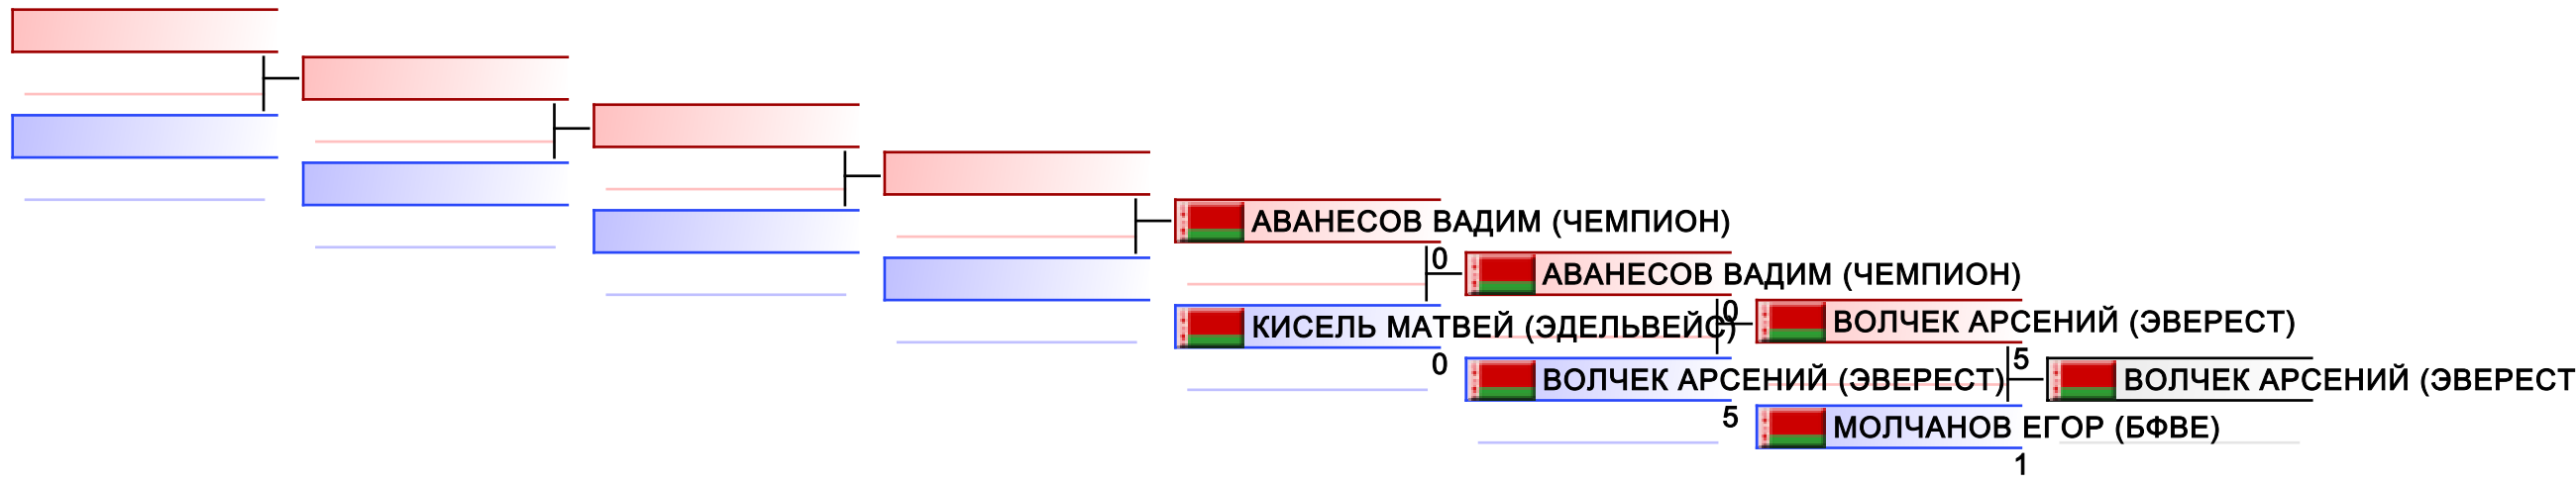 АВАНЕСОВ ВАДИМ (ЧЕМПИОН)
0
АВАНЕСОВ ВАДИМ (ЧЕМПИОН)
0
КИСЕЛЬ МАТВЕЙ (ЭДЕЛЬВЕЙС)
ВОЛЧЕК АРСЕНИЙ (ЭВЕРЕСТ)
0
ВОЛЧЕК АРСЕНИЙ (ЭВЕРЕСТ)
5
ВОЛЧЕК АРСЕНИЙ (ЭВЕРЕСТ
5
МОЛЧАНОВ ЕГОР (БФВЕ)
1